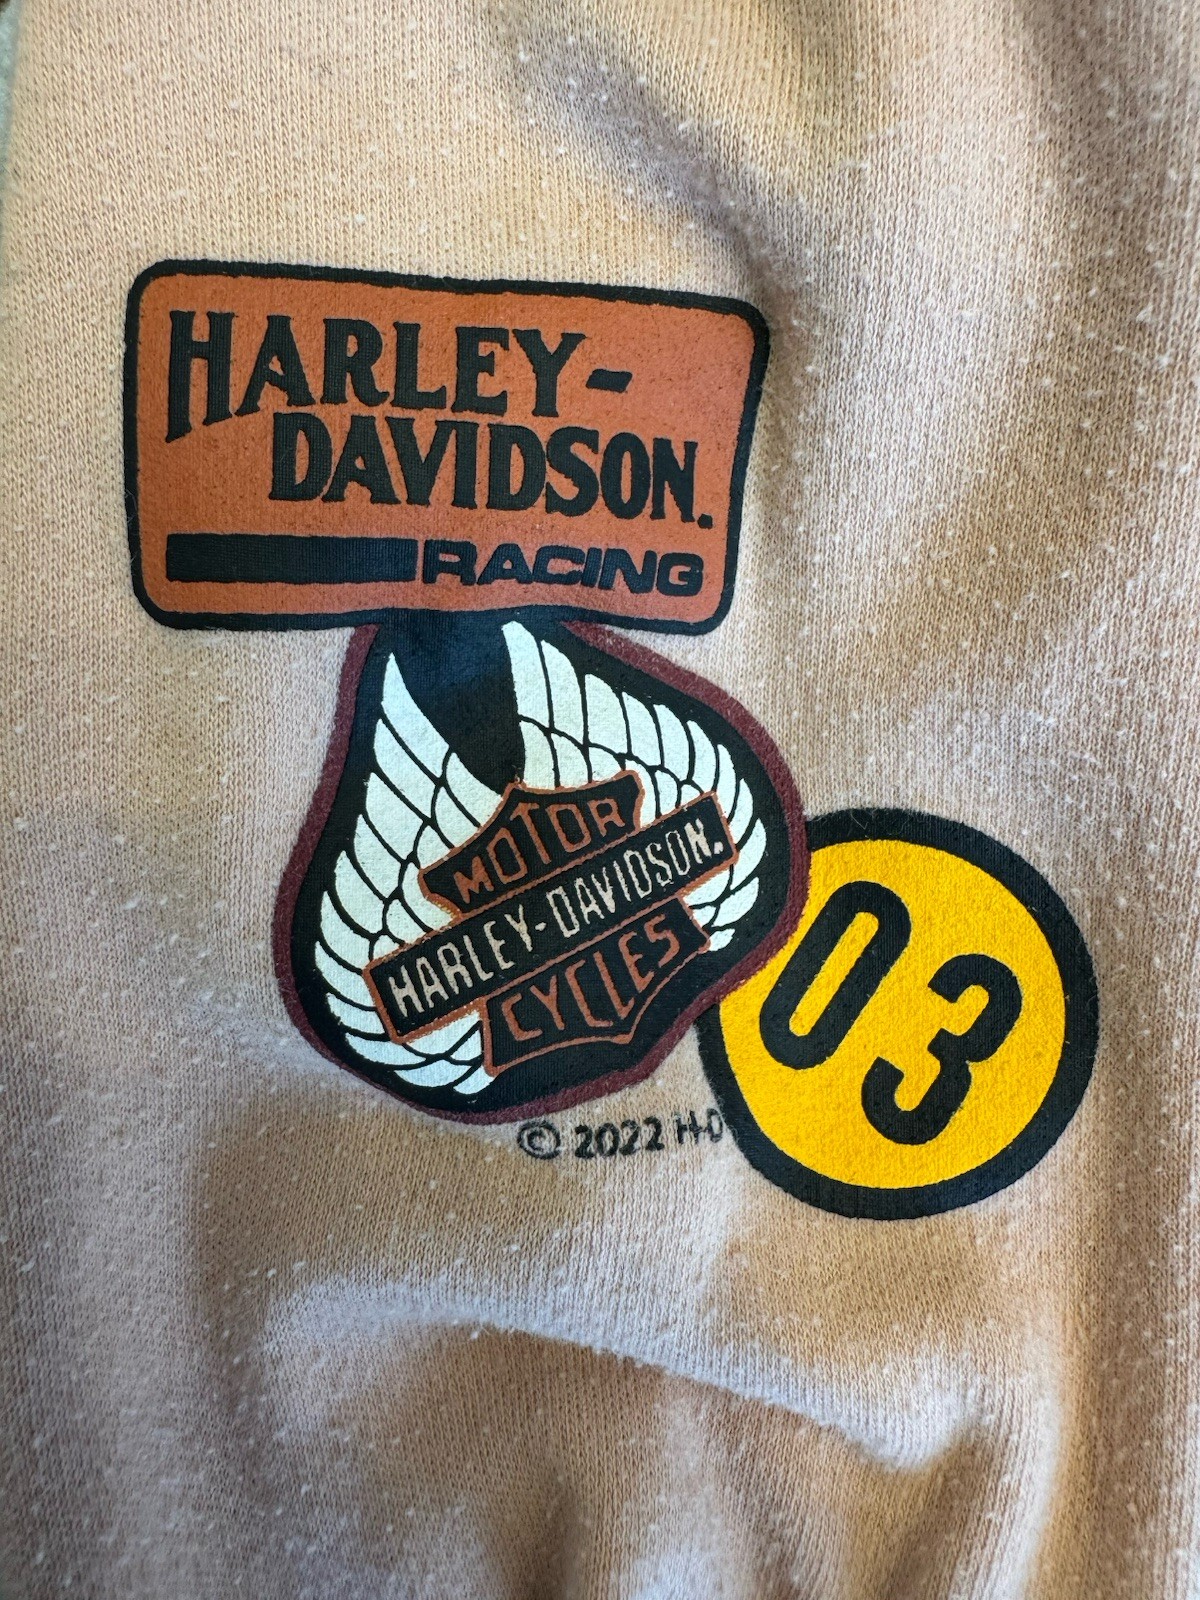 HARLEY-
DAVIDSON.
RACING
MOTOR
HARLEY-DAVIDSON.
CYCLES
03
© 2022 H-D